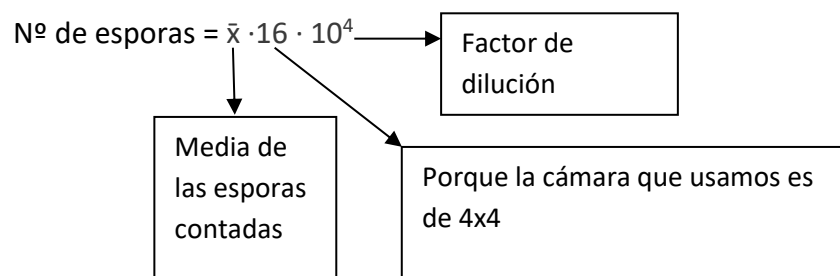 Nº de esporas = x̄ ·16 · 10⁴
Factor de
dilución
Media de
las esporas
contadas
Porque la cámara que usamos es
de 4x4